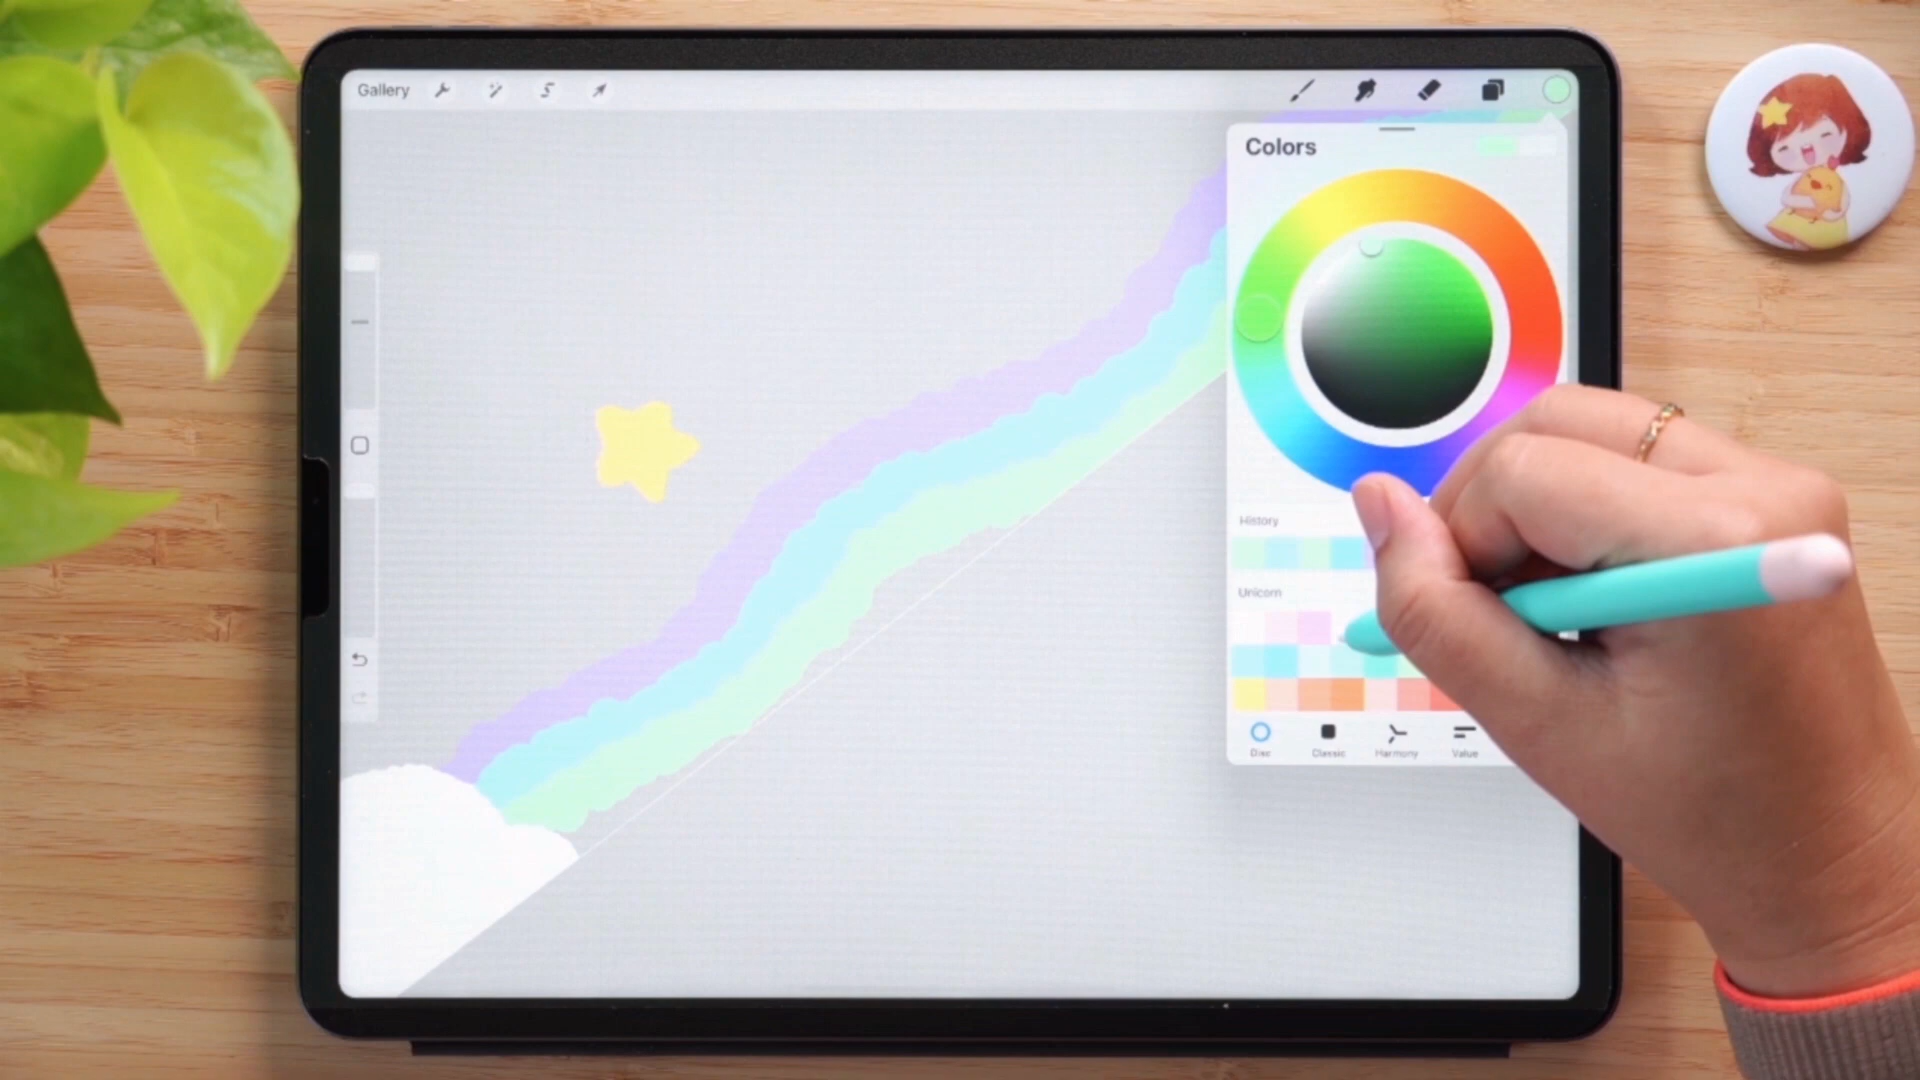 Gallery
Colors
History
Unicorn
Disc
Classic
Harmony
Value